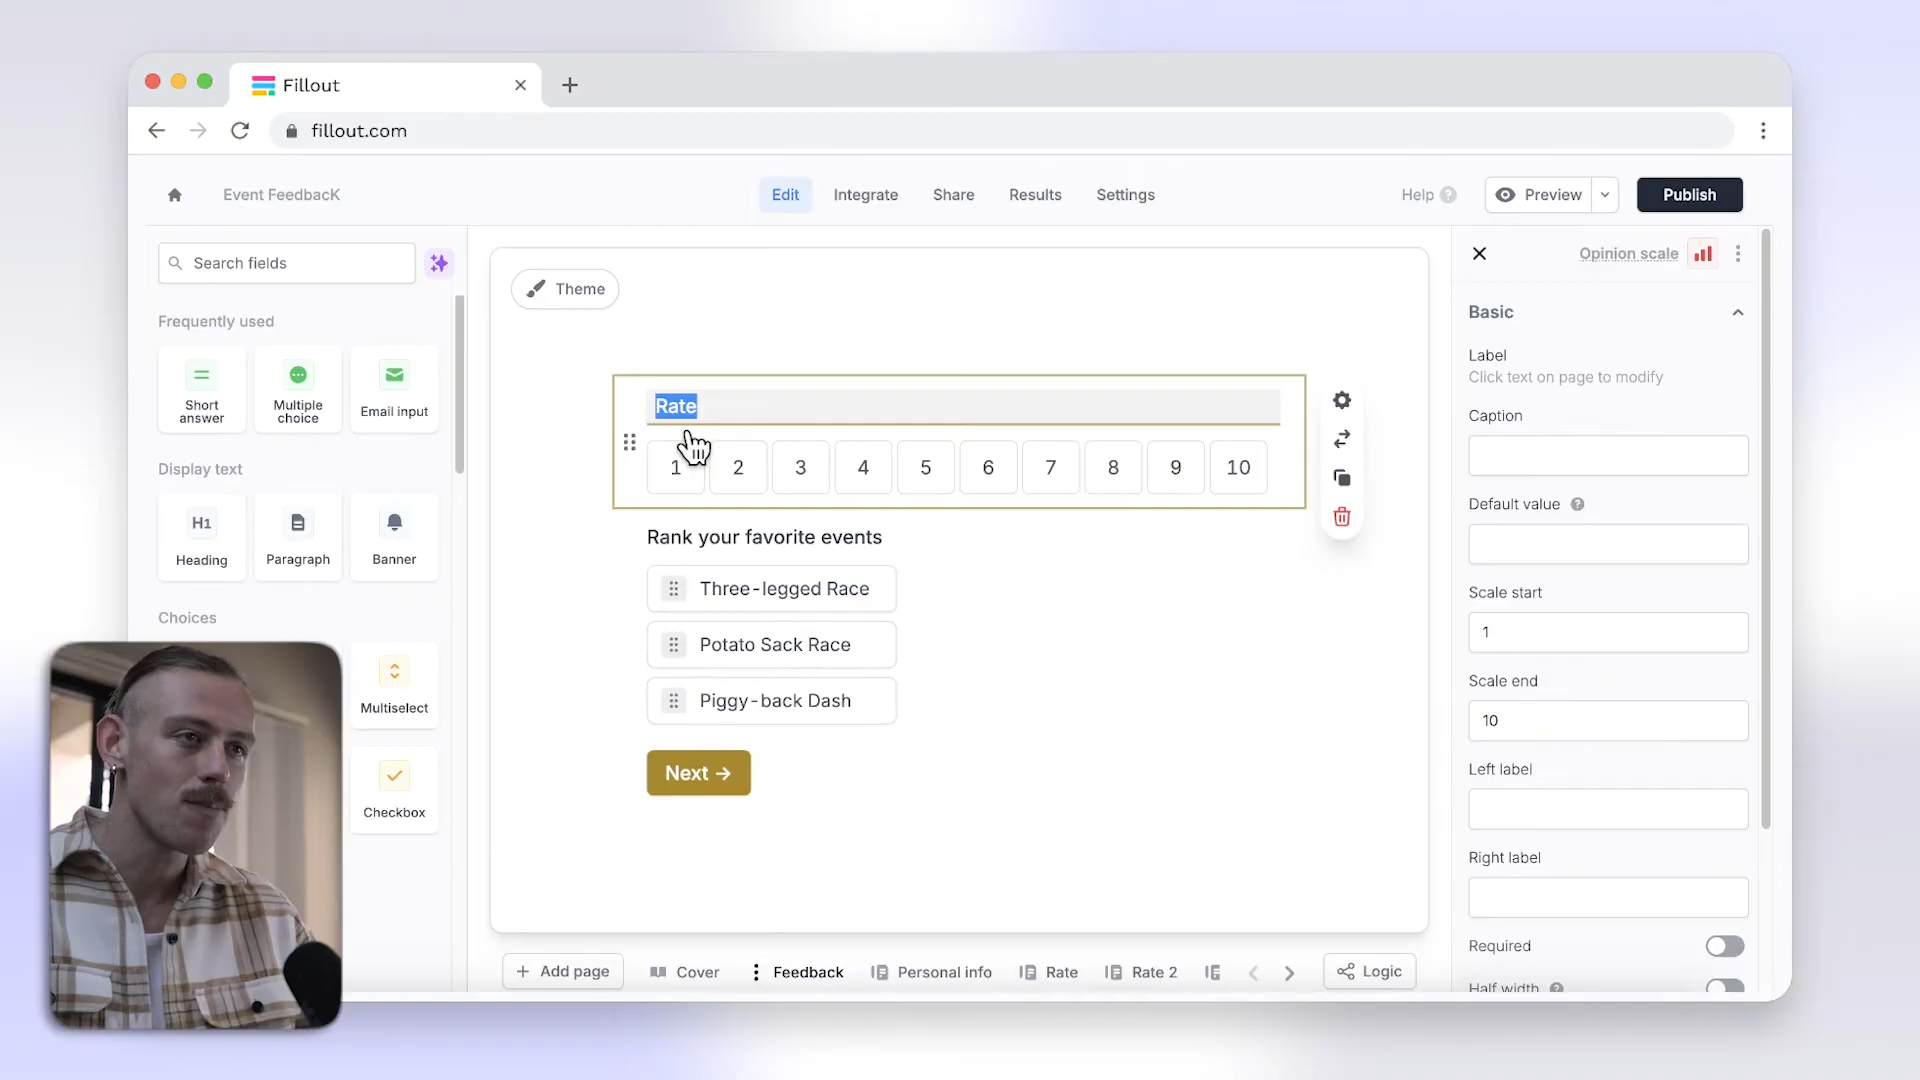 Fillout
fillout.com
Event FeedbacK
Edit
Integrate
Share
Results
Settings
Help
Preview
Publish
Search fields
Frequently used
Short answer
Multiple choice
Email input
Display text
H1
Heading
Paragraph
Banner
Choices
Multiselect
Checkbox
Theme
Rate
1
2
3
4
5
6
7
8
9
10
Rank your favorite events
Three-legged Race
Potato Sack Race
Piggy-back Dash
Next →
+ Add page
Cover
Feedback
Personal info
Rate
Rate 2
Logic
Opinion scale
Basic
Label
Click text on page to modify
Caption
Default value
Scale start
1
Scale end
10
Left label
Right label
Required
Half width